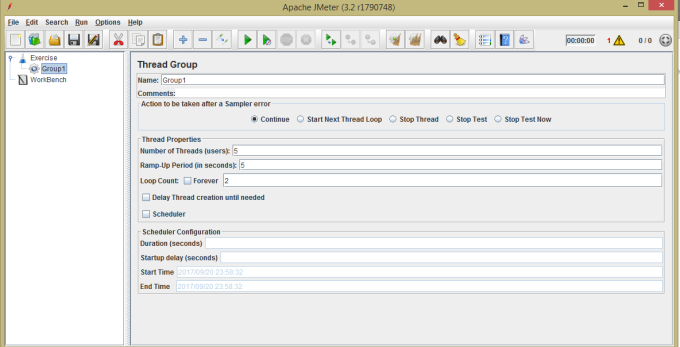 Apache JMeter (3.2 r1790748)
File Edit Search Run Options Help
00:00:00 1 0 / 0
Exercise
Group1
WorkBench
Thread Group
Name: Group1
Comments:
Action to be taken after a Sampler error
Continue Start Next Thread Loop Stop Thread Stop Test Stop Test Now
Thread Properties
Number of Threads (users): 5
Ramp-Up Period (in seconds): 5
Loop Count: Forever 2
Delay Thread creation until needed
Scheduler
Scheduler Configuration
Duration (seconds)
Startup delay (seconds)
Start Time 2017/09/20 23:58:32
End Time 2017/09/20 23:58:32